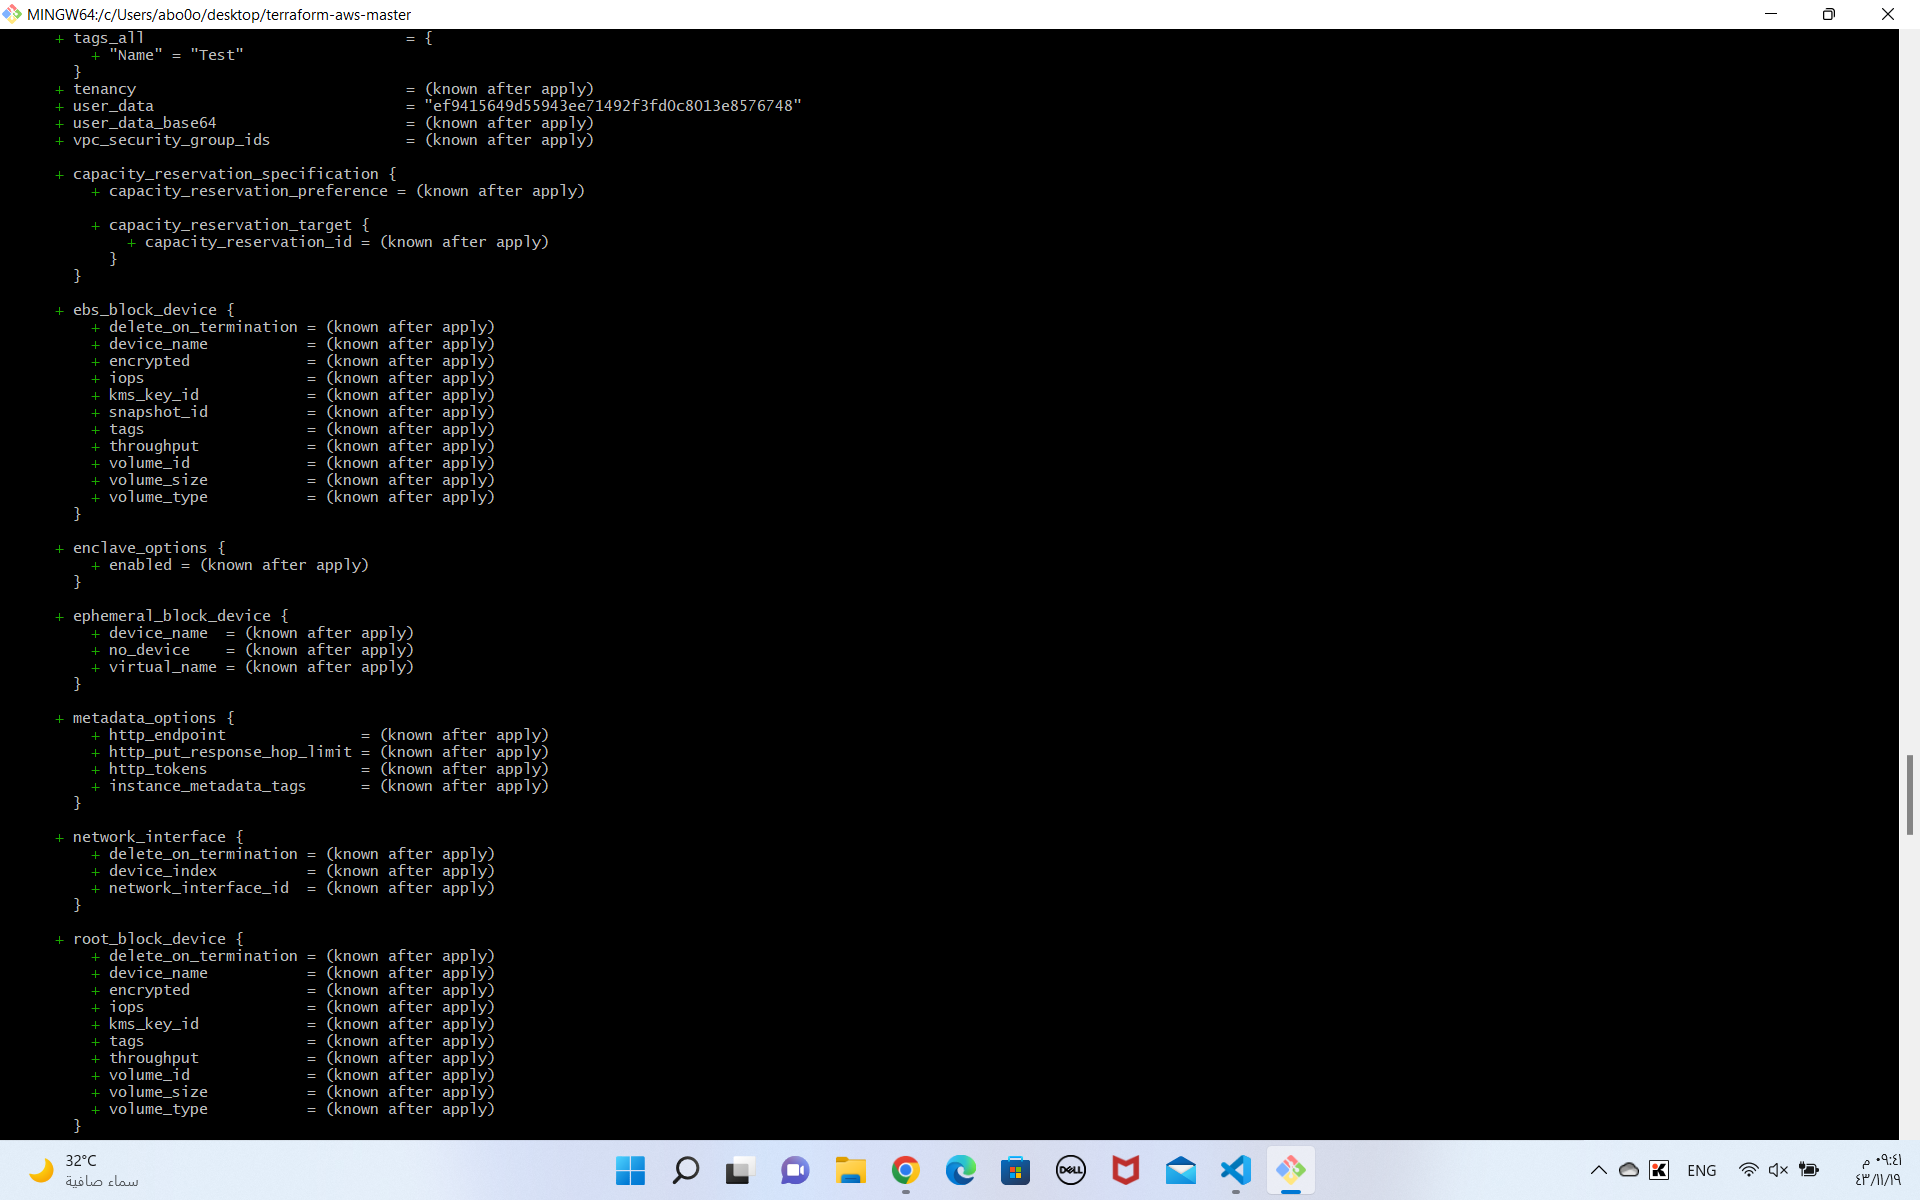 MINGW64:/c/Users/abo0o/desktop/terraform-aws-master
+ tags_all = {
+ "Name" = "Test"
}
+ tenancy = (known after apply)
+ user_data = "ef9415649d55943ee71492f3fd0c8013e8576748"
+ user_data_base64 = (known after apply)
+ vpc_security_group_ids = (known after apply)
+ capacity_reservation_specification {
+ capacity_reservation_preference = (known after apply)
+ capacity_reservation_target {
+ capacity_reservation_id = (known after apply)
}
}
+ ebs_block_device {
+ delete_on_termination = (known after apply)
+ device_name = (known after apply)
+ encrypted = (known after apply)
+ iops = (known after apply)
+ kms_key_id = (known after apply)
+ snapshot_id = (known after apply)
+ tags = (known after apply)
+ throughput = (known after apply)
+ volume_id = (known after apply)
+ volume_size = (known after apply)
+ volume_type = (known after apply)
}
+ enclave_options {
+ enabled = (known after apply)
}
+ ephemeral_block_device {
+ device_name = (known after apply)
+ no_device = (known after apply)
+ virtual_name = (known after apply)
}
+ metadata_options {
+ http_endpoint = (known after apply)
+ http_put_response_hop_limit = (known after apply)
+ http_tokens = (known after apply)
+ instance_metadata_tags = (known after apply)
}
+ network_interface {
+ delete_on_termination = (known after apply)
+ device_index = (known after apply)
+ network_interface_id = (known after apply)
}
+ root_block_device {
+ delete_on_termination = (known after apply)
+ device_name = (known after apply)
+ encrypted = (known after apply)
+ iops = (known after apply)
+ kms_key_id = (known after apply)
+ tags = (known after apply)
+ throughput = (known after apply)
+ volume_id = (known after apply)
+ volume_size = (known after apply)
+ volume_type = (known after apply)
}
32°C
سماء صافية
DELL
K
ENG
٠٩:٤١ م
٤٣/١١/١٩